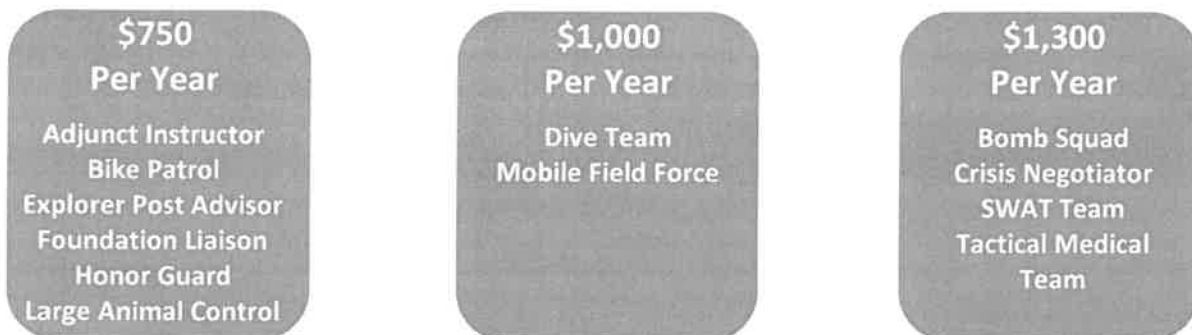 $750
Per Year
Adjunct Instructor
Bike Patrol
Explorer Post Advisor
Foundation Liaison
Honor Guard
Large Animal Control
$1,000
Per Year
Dive Team
Mobile Field Force
$1,300
Per Year
Bomb Squad
Crisis Negotiator
SWAT Team
Tactical Medical
Team